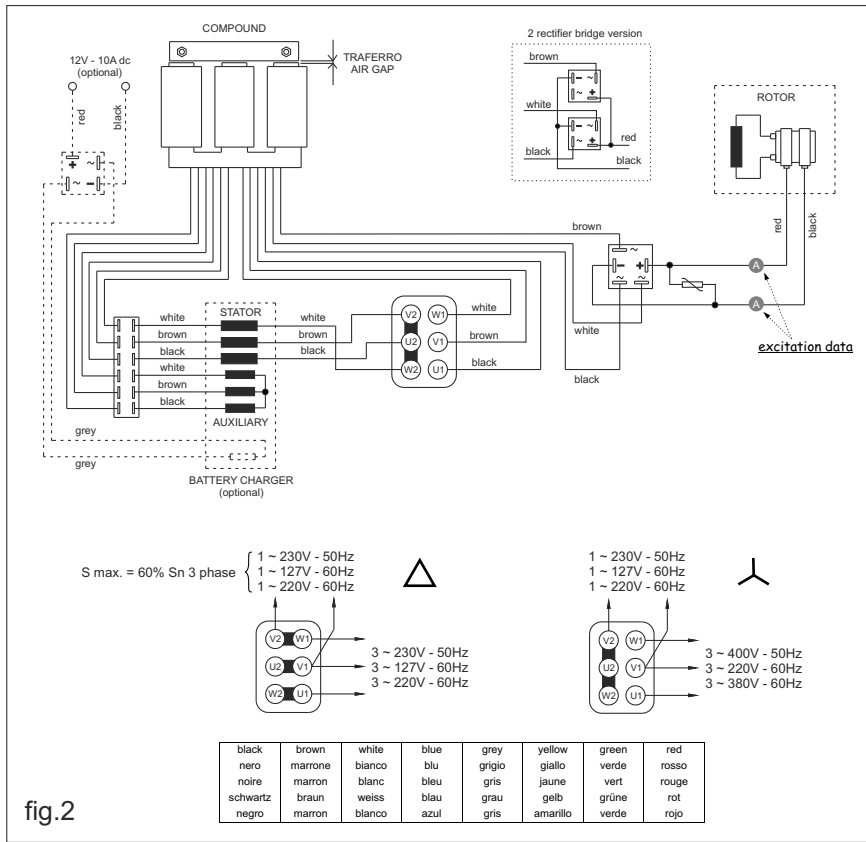 COMPOUND
TRAFERRO
AIR GAP
12V - 10A dc
(optional)
red
black
+ ~
~ -
2 rectifier bridge version
brown
- ~
~ +
white
- ~
~ +
red
black
black
ROTOR
red
black
brown
~
- +
~ ~
white
black
A
A
excitation data
STATOR
white
brown
black
white
brown
black
AUXILIARY
grey
grey
BATTERY CHARGER
(optional)
white
brown
black
V2 W1
U2 V1
W2 U1
white
brown
black
S max. = 60% Sn 3 phase
1 ~ 230V - 50Hz
1 ~ 127V - 60Hz
1 ~ 220V - 60Hz
V2 W1
U2 V1
W2 U1
3 ~ 230V - 50Hz
3 ~ 127V - 60Hz
3 ~ 220V - 60Hz
1 ~ 230V - 50Hz
1 ~ 127V - 60Hz
1 ~ 220V - 60Hz
V2 W1
U2 V1
W2 U1
3 ~ 400V - 50Hz
3 ~ 220V - 60Hz
3 ~ 380V - 60Hz
black brown white blue grey yellow green red
nero marrone bianco blu grigio giallo verde rosso
noire marron blanc bleu gris jaune vert rouge
schwartz braun weiss blau grau gelb grüne rot
negro marron blanco azul gris amarillo verde rojo
fig.2